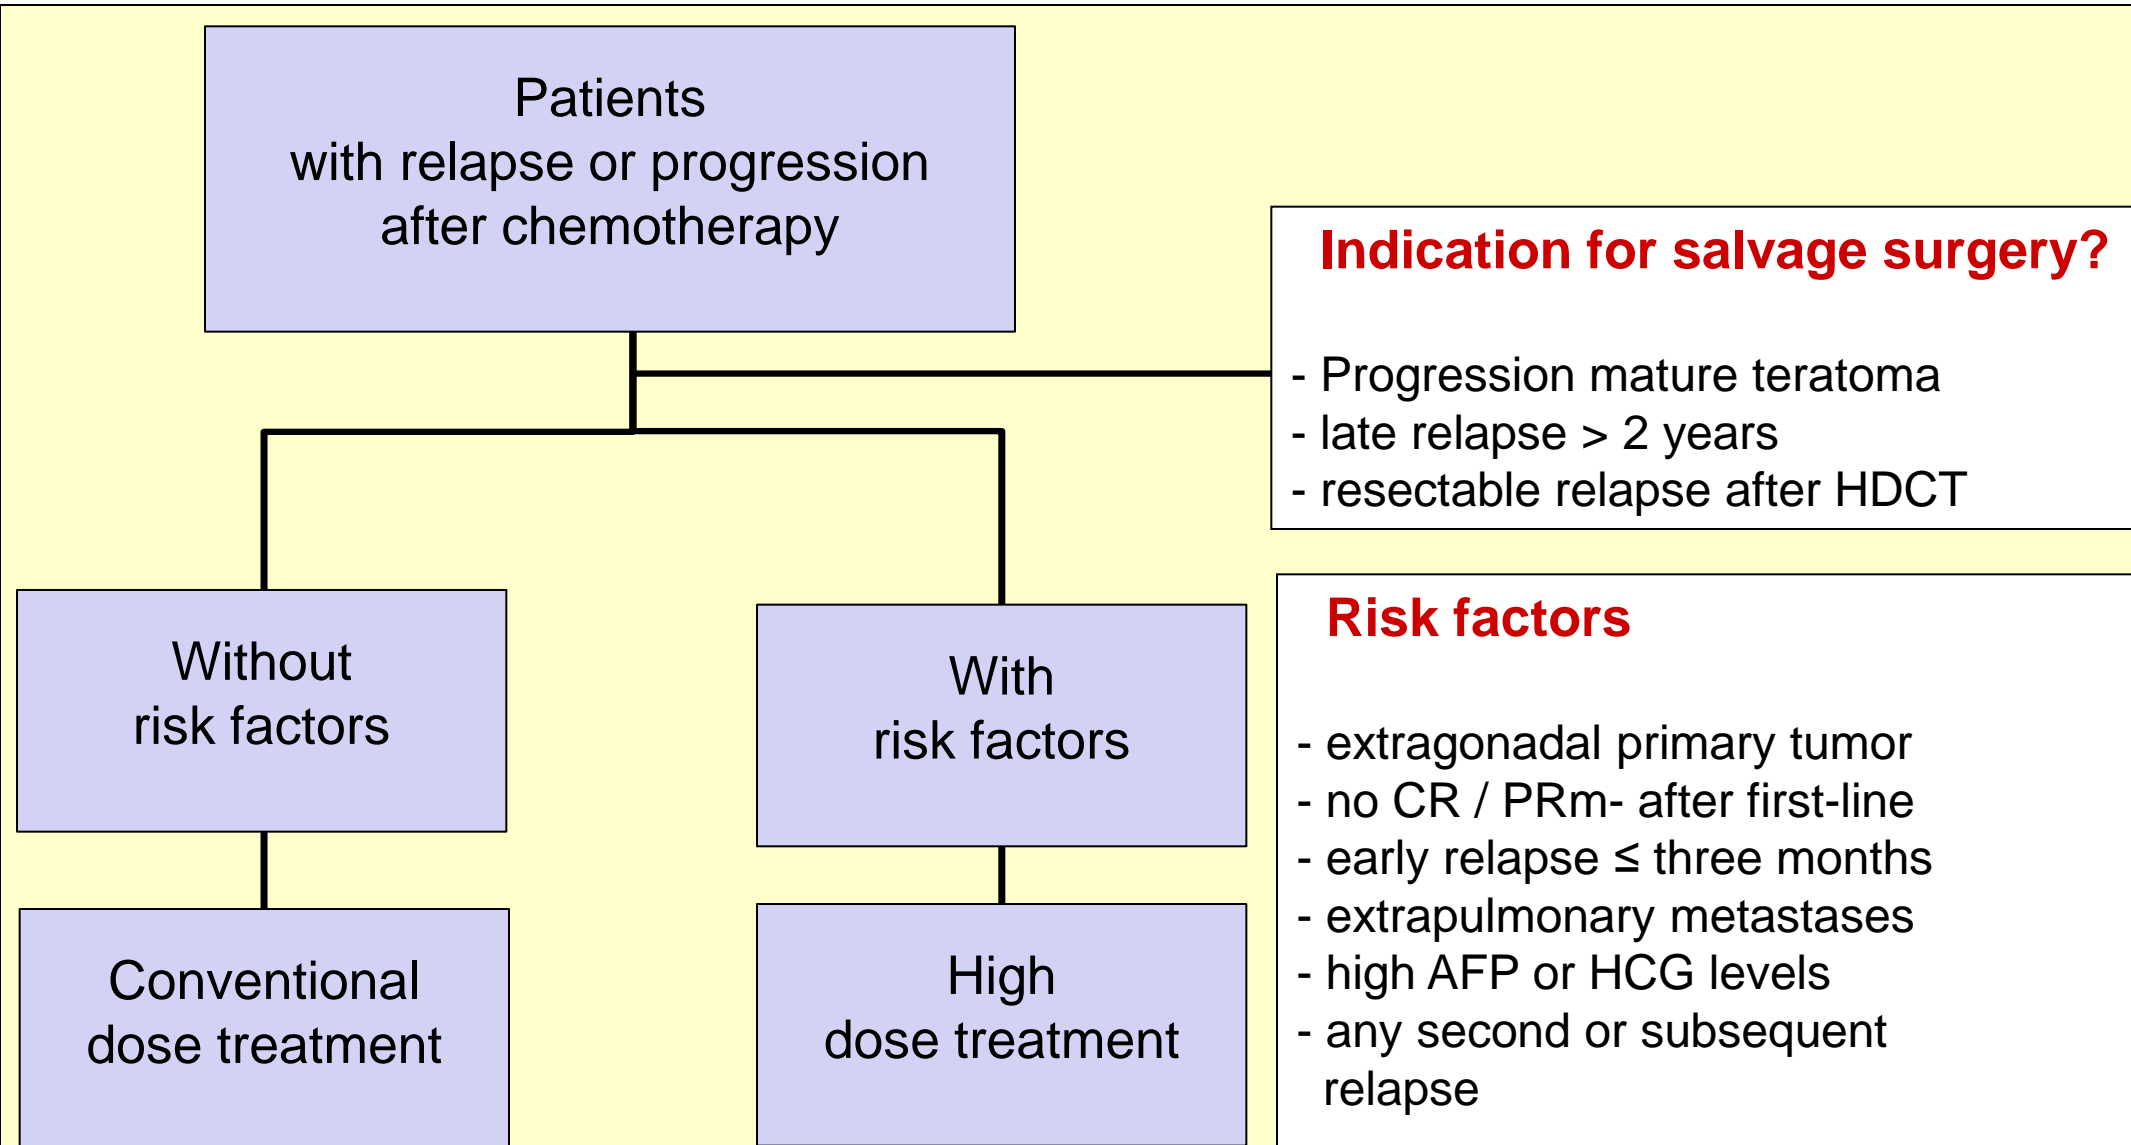 Patients
with relapse or progression
after chemotherapy
Indication for salvage surgery?
- Progression mature teratoma
- late relapse > 2 years
- resectable relapse after HDCT
Without
risk factors
With
risk factors
Risk factors
- extragonadal primary tumor
- no CR / PRm- after first-line
- early relapse ≤ three months
- extrapulmonary metastases
- high AFP or HCG levels
- any second or subsequent
relapse
Conventional
dose treatment
High
dose treatment